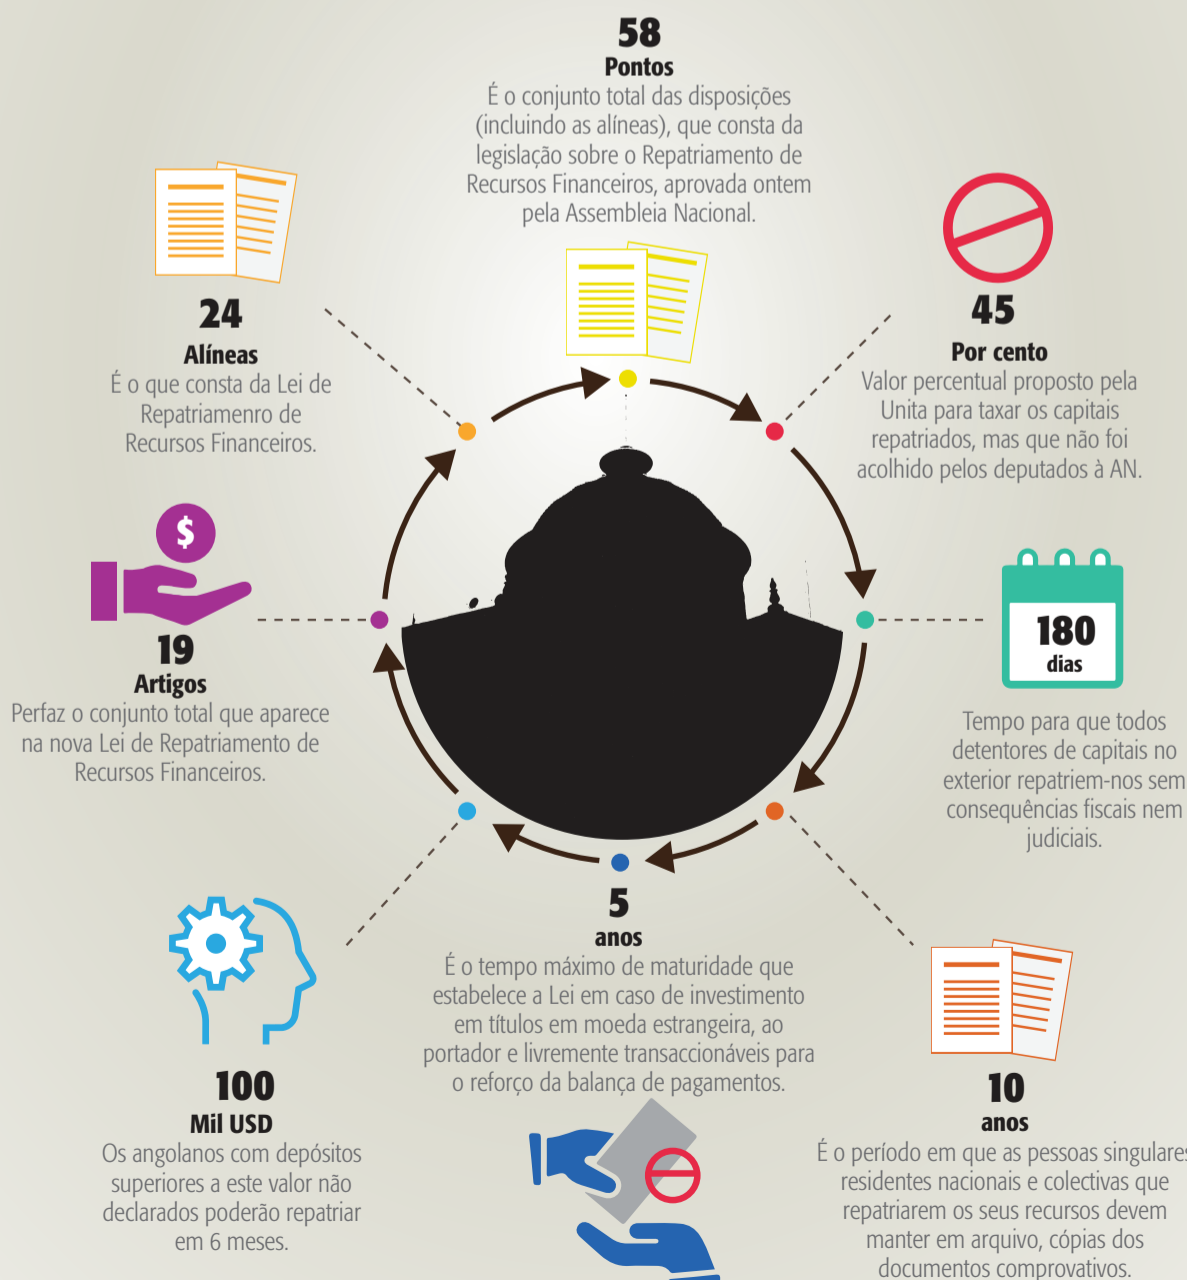 58
Pontos
É o conjunto total das disposições
(incluindo as alíneas), que consta da
legislação sobre o Repatriamento de
Recursos Financeiros, aprovada ontem
pela Assembleia Nacional.
24
Alíneas
É o que consta da Lei de
Repatriamenro de
Recursos Financeiros.
45
Por cento
Valor percentual proposto pela
Unita para taxar os capitais
repatriados, mas que não foi
acolhido pelos deputados à AN.
$
19
Artigos
Perfaz o conjunto total que aparece
na nova Lei de Repatriamento de
Recursos Financeiros.
180
dias
Tempo para que todos
detentores de capitais no
exterior repatriem-nos sem
consequências fiscais nem
judiciais.
100
Mil USD
Os angolanos com depósitos
superiores a este valor não
declarados poderão repatriar
em 6 meses.
5
anos
É o tempo máximo de maturidade que
estabelece a Lei em caso de investimento
em títulos em moeda estrangeira, ao
portador e livremente transaccionáveis para
o reforço da balança de pagamentos.
10
anos
É o período em que as pessoas singulares
residentes nacionais e colectivas que
repatriarem os seus recursos devem
manter em arquivo, cópias dos
documentos comprovativos.